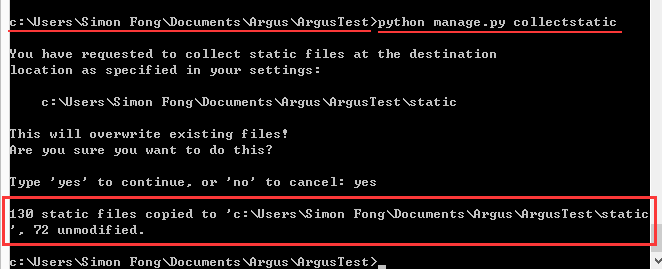 c:\Users\Simon Fong\Documents\Argus\ArgusTest>python manage.py collectstatic
You have requested to collect static files at the destination
location as specified in your settings:
c:\Users\Simon Fong\Documents\Argus\ArgusTest\static
This will overwrite existing files!
Are you sure you want to do this?
Type 'yes' to continue, or 'no' to cancel: yes
130 static files copied to 'c:\Users\Simon Fong\Documents\Argus\ArgusTest\static
', 72 unmodified.
c:\Users\Simon Fong\Documents\Argus\ArgusTest>